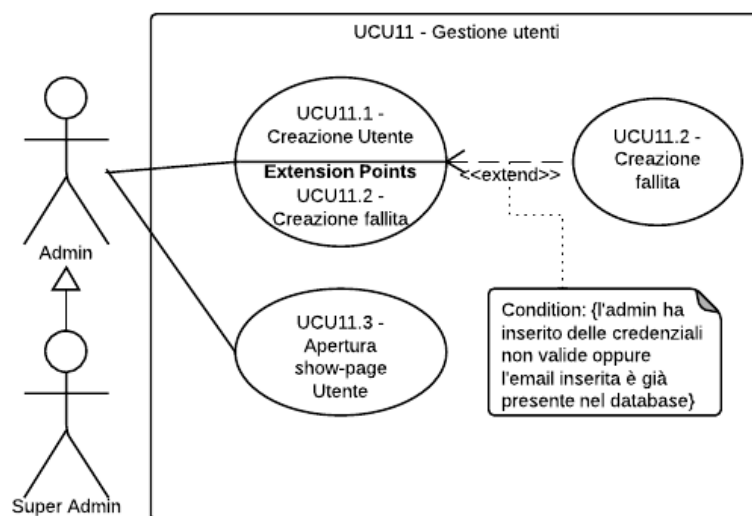 UCU11 - Gestione utenti
UCU11.1 -
Creazione Utente
Extension Points
UCU11.2 -
Creazione fallita
<<extend>>
UCU11.2 -
Creazione
fallita
Admin
UCU11.3 -
Apertura
show-page
Utente
Condition: {l'admin ha
inserito delle credenziali
non valide oppure
l'email inserita è già
presente nel database}
Super Admin